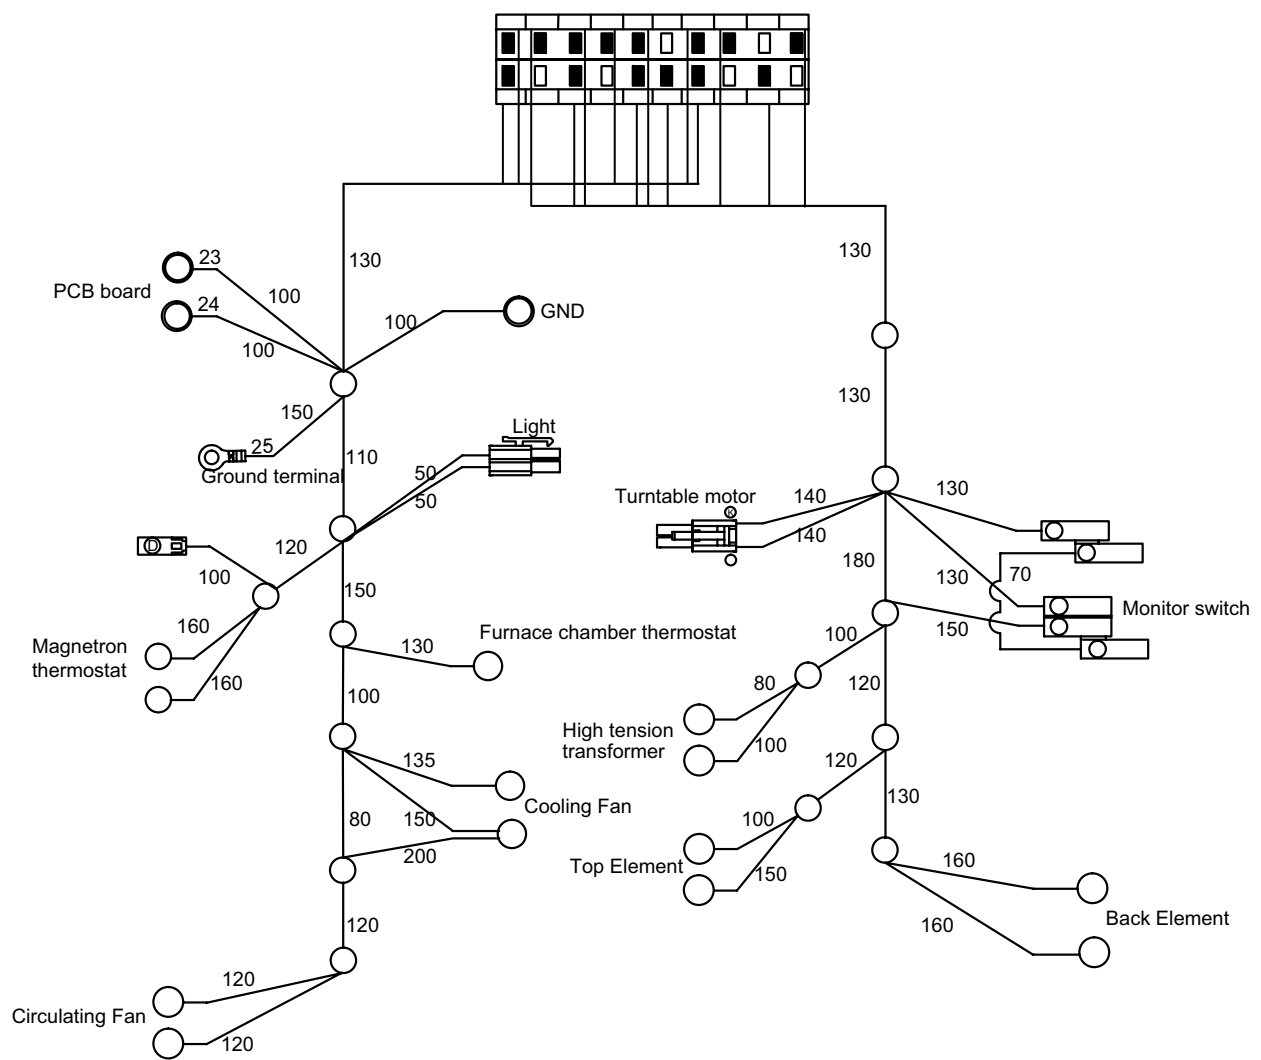 130
23
PCB board
100
24
100
100
GND
150
25
Ground terminal
110
Light
50
50
D
120
100
150
160
Magnetron
thermostat
160
130
Furnace chamber thermostat
100
135
Cooling Fan
150
80
200
120
120
Circulating Fan
120
130
130
Turntable motor
K
140
140
130
180
130
70
Monitor switch
150
100
80
120
High tension
transformer
100
120
130
100
Top Element
150
160
Back Element
160